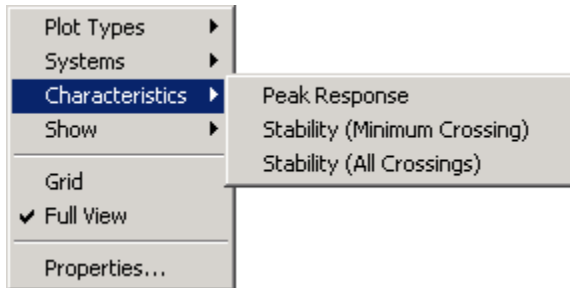 Plot Types
Systems
Characteristics
Show
Grid
Full View
Properties...
Peak Response
Stability (Minimum Crossing)
Stability (All Crossings)